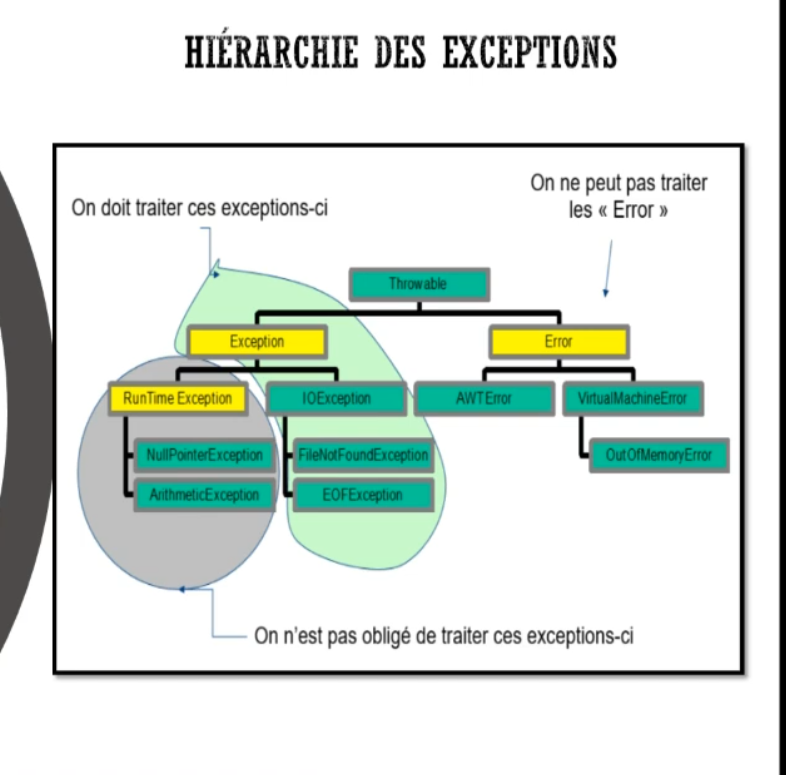 HIÉRARCHIE DES EXCEPTIONS
On ne peut pas traiter
les « Error »
On doit traiter ces exceptions-ci
Throwable
Exception
Error
RunTime Exception
IOException
AWTError
VirtualMachineError
NullPointerException
FileNotFoundException
OutOfMemoryError
ArithmeticException
EOFException
On n'est pas obligé de traiter ces exceptions-ci